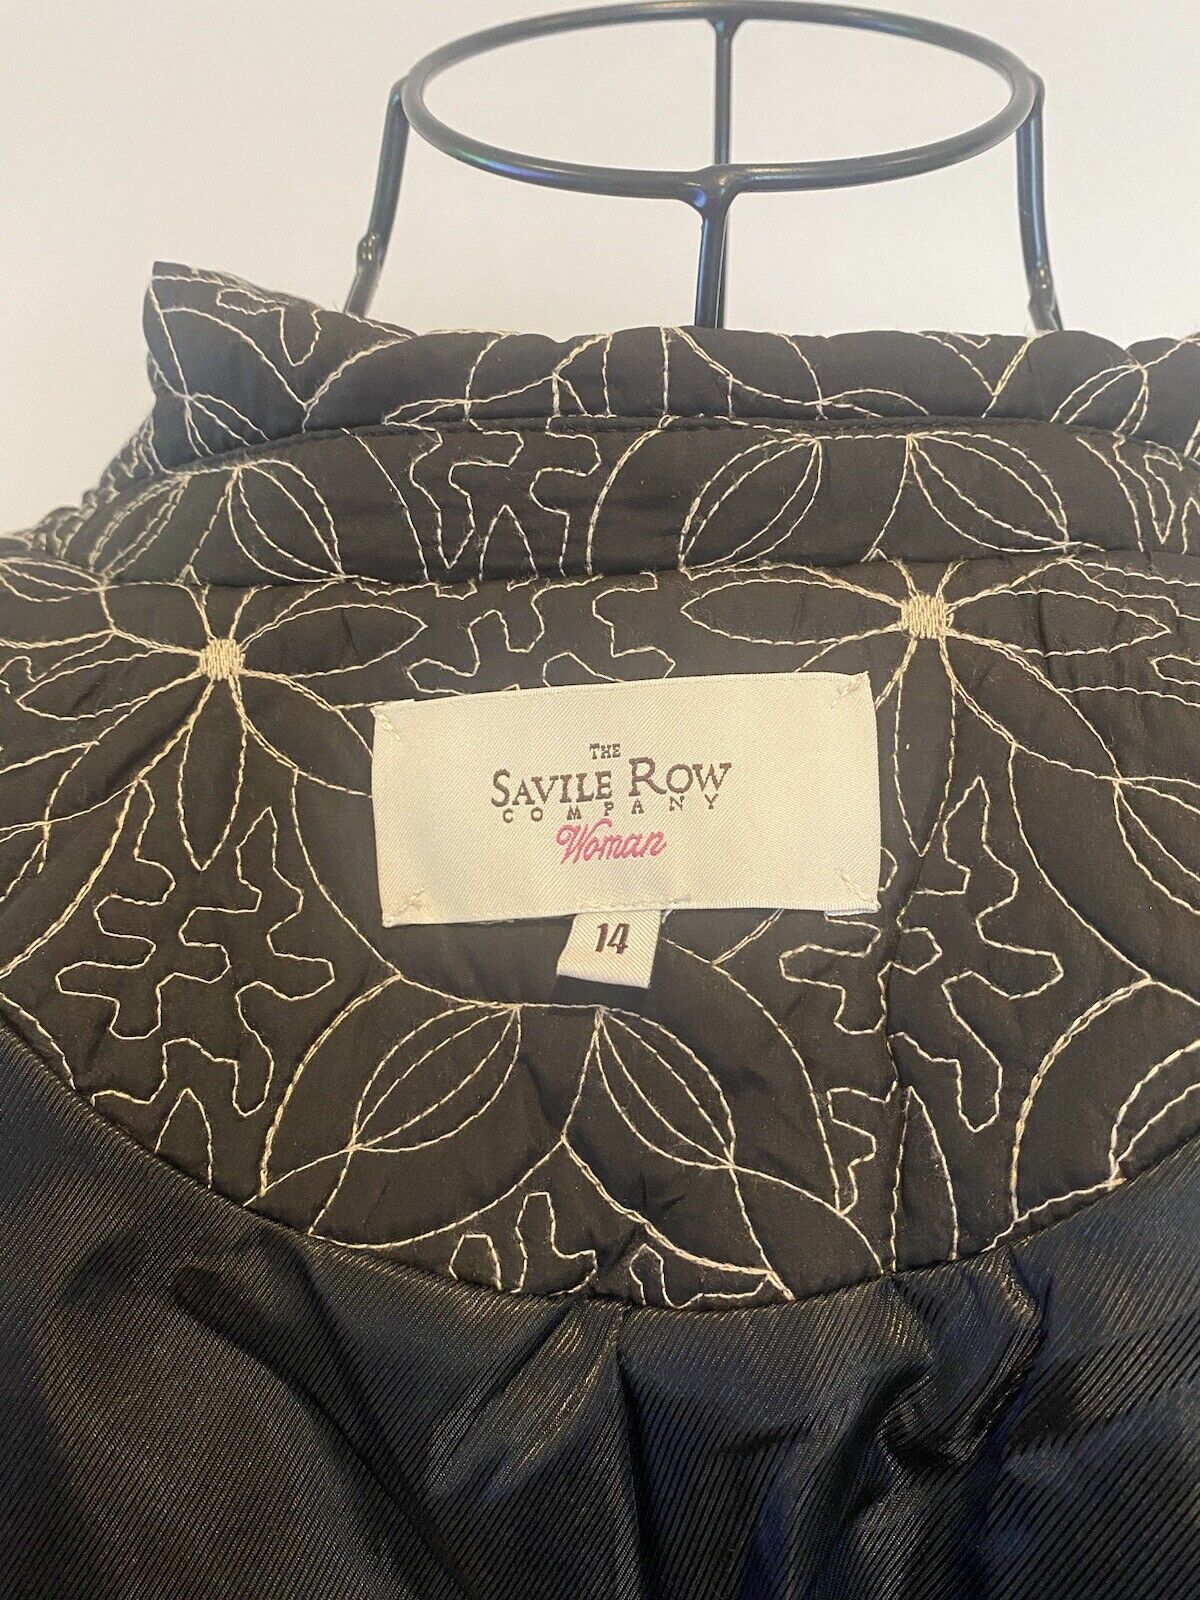 THE
SAVILE ROW
COMPANY
Woman
14